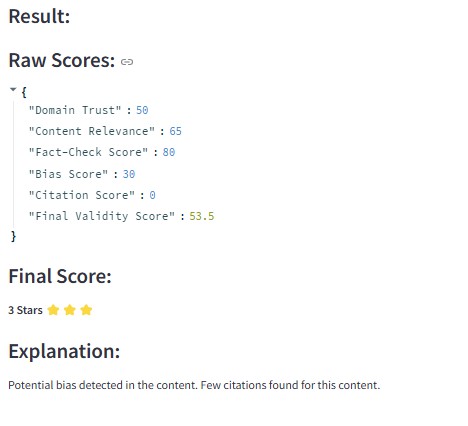 Result:
Raw Scores:
{
"Domain Trust" : 50
"Content Relevance" : 65
"Fact-Check Score" : 80
"Bias Score" : 30
"Citation Score" : 0
"Final Validity Score" : 53.5
}
Final Score:
3 Stars ⭐ ⭐ ⭐
Explanation:
Potential bias detected in the content. Few citations found for this content.